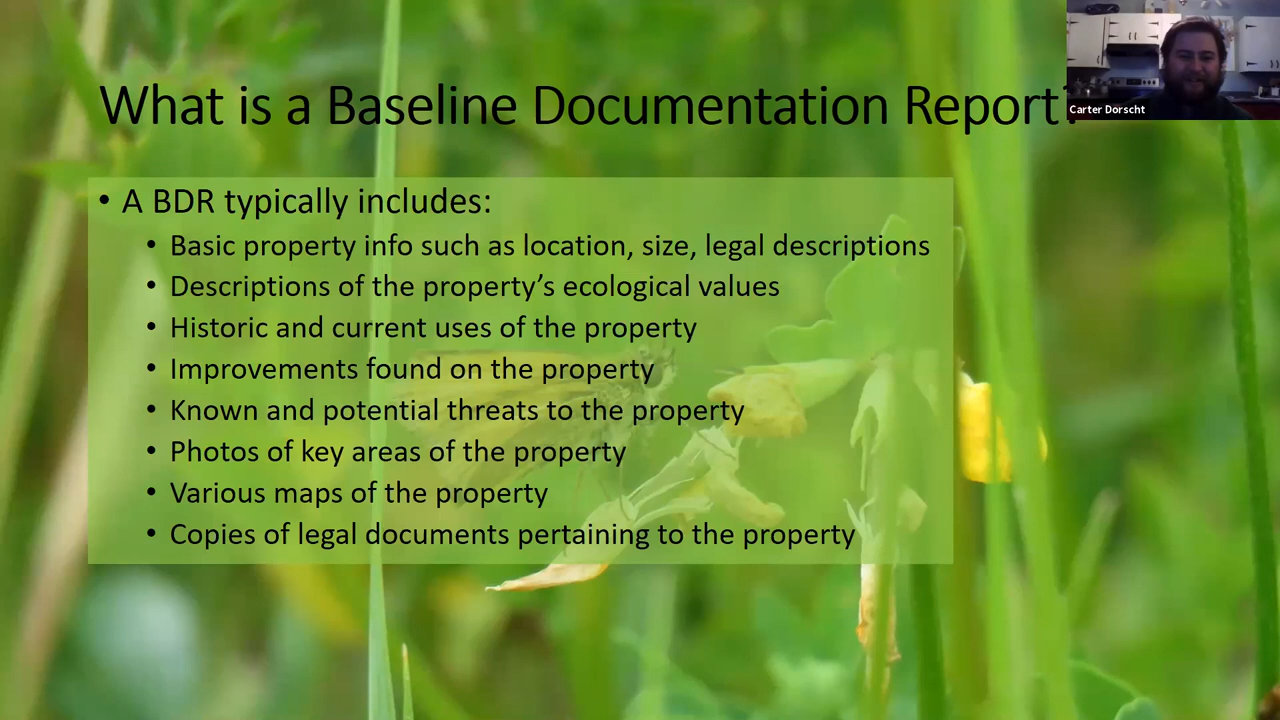 What is a Baseline Documentation Report?
Carter Dorscht
• A BDR typically includes:
• Basic property info such as location, size, legal descriptions
• Descriptions of the property’s ecological values
• Historic and current uses of the property
• Improvements found on the property
• Known and potential threats to the property
• Photos of key areas of the property
• Various maps of the property
• Copies of legal documents pertaining to the property